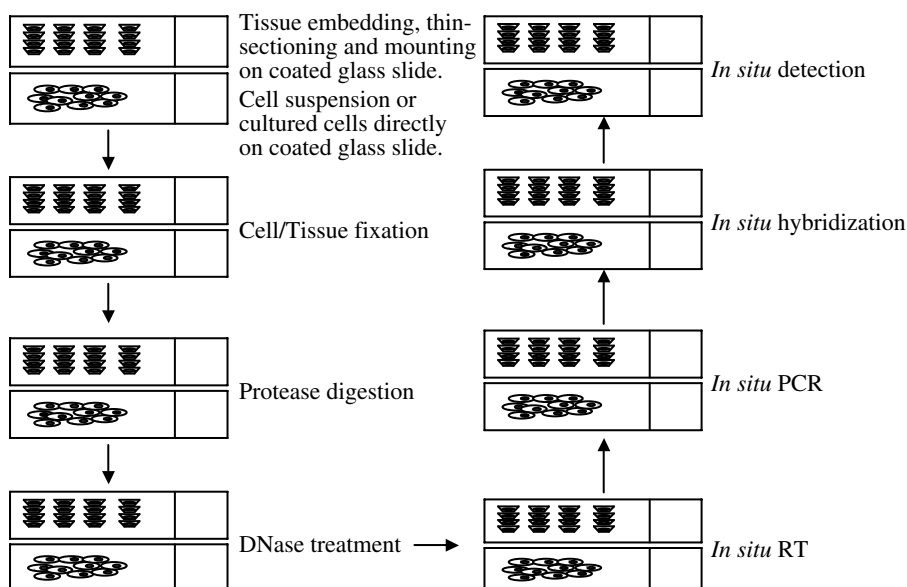 Tissue embedding, thin-
sectioning and mounting
on coated glass slide.
Cell suspension or
cultured cells directly
on coated glass slide.
Cell/Tissue fixation
Protease digestion
DNase treatment
In situ RT
In situ PCR
In situ hybridization
In situ detection